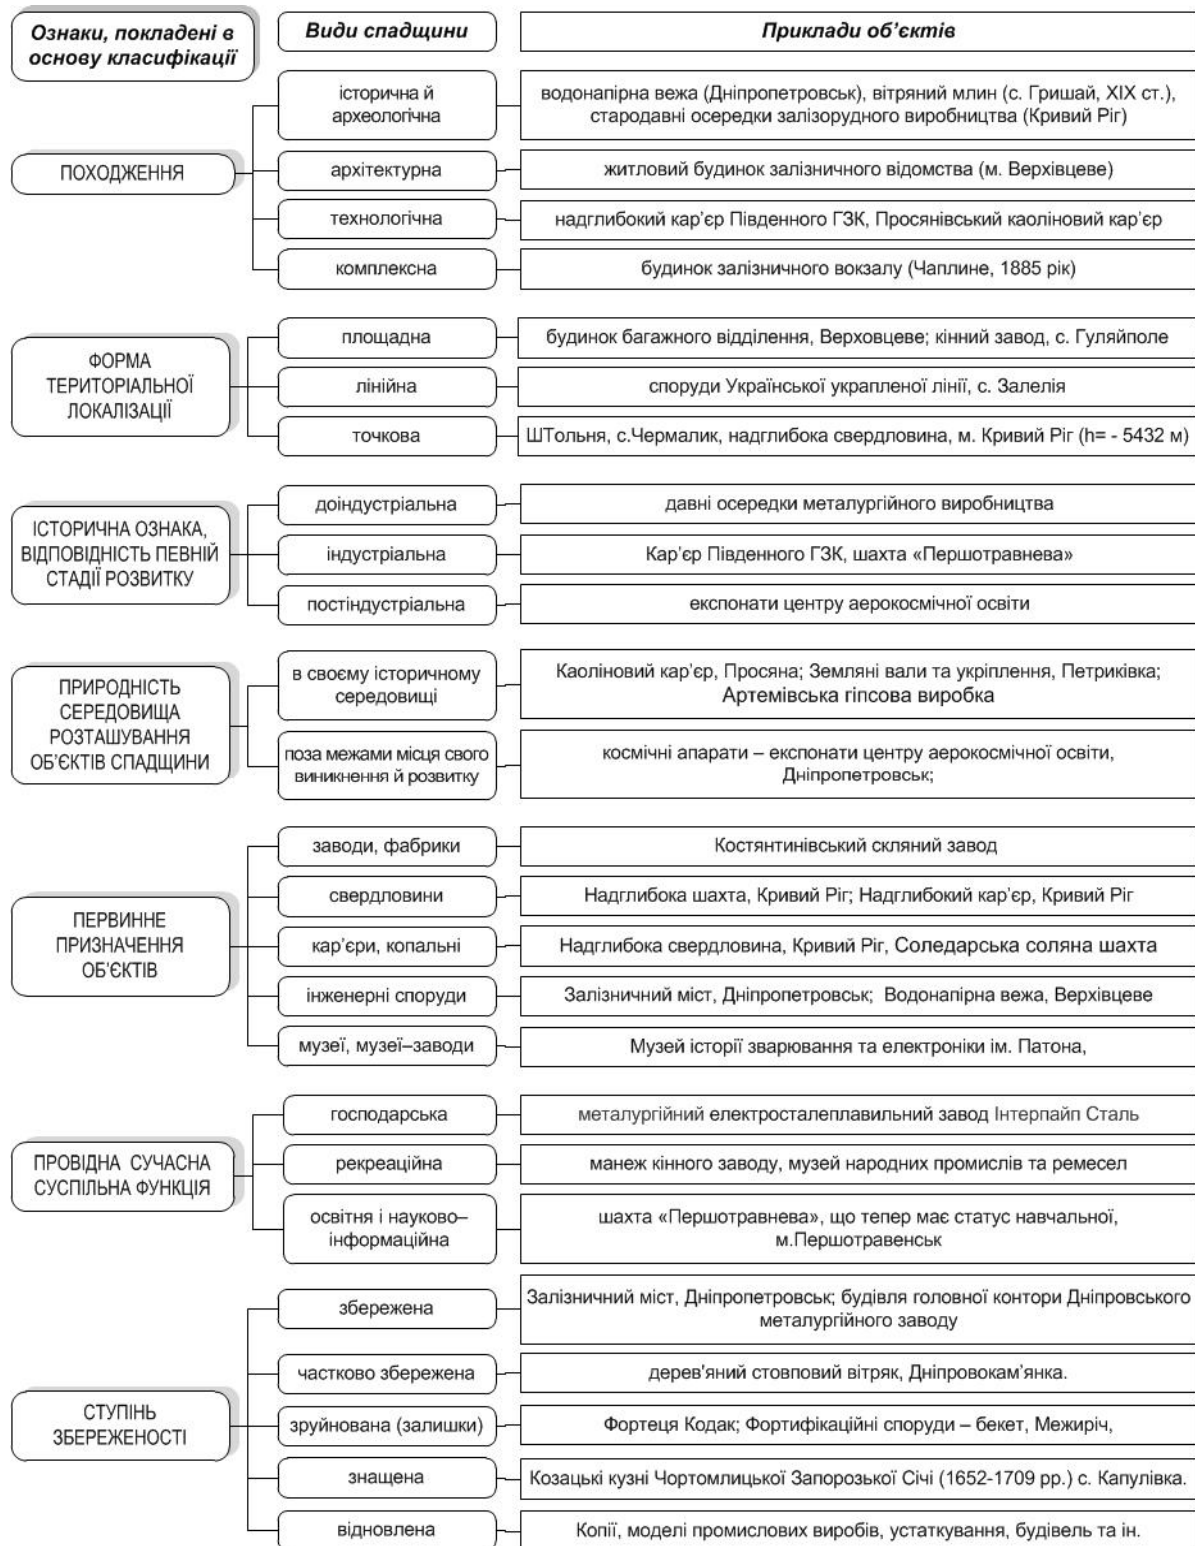 Ознаки, покладені в
основу класифікації
Види спадщини
Приклади об’єктів
ПОХОДЖЕННЯ
історична й
археологічна
водонапірна вежа (Дніпропетровськ), вітряний млин (с. Гришай, ХІХ ст.),
стародавні осередки залізорудного виробництва (Кривий Ріг)
архітектурна
житловий будинок залізничного відомства (м. Верхівцеве)
технологічна
надглибокий кар’єр Південного ГЗК, Просянівський каоліновий кар’єр
комплексна
будинок залізничного вокзалу (Чаплине, 1885 рік)
ФОРМА
ТЕРИТОРІАЛЬНОЇ
ЛОКАЛІЗАЦІЇ
площадна
будинок багажного відділення, Верховцеве; кінний завод, с. Гуляйполе
лінійна
споруди Української украпленої лінії, с. Залелія
точкова
ШТольня, с.Чермалик, надглибока свердловина, м. Кривий Ріг (h= - 5432 м)
ІСТОРИЧНА ОЗНАКА,
ВІДПОВІДНІСТЬ ПЕВНІЙ
СТАДІЇ РОЗВИТКУ
доіндустріальна
давні осередки металургійного виробництва
індустріальна
Кар’єр Південного ГЗК, шахта «Першотравнева»
постіндустріальна
експонати центру аерокосмічної освіти
ПРИРОДНІСТЬ
СЕРЕДОВИЩА
РОЗТАШУВАННЯ
ОБ’ЄКТІВ СПАДЩИНИ
в своєму історичному
середовищі
Каоліновий кар’єр, Просяна; Земляні вали та укріплення, Петриківка;
Артемівська гіпсова виробка
поза межами місця свого
виникнення й розвитку
космічні апарати – експонати центру аерокосмічної освіти,
Дніпропетровськ;
ПЕРВИННЕ
ПРИЗНАЧЕННЯ
ОБ’ЄКТІВ
заводи, фабрики
Костянтинівський скляний завод
свердловини
Надглибока шахта, Кривий Ріг; Надглибокий кар’єр, Кривий Ріг
кар’єри, копальні
Надглибока свердловина, Кривий Ріг, Соледарська соляна шахта
інженерні споруди
Залізничний міст, Дніпропетровськ; Водонапірна вежа, Верхівцеве
музеї, музеї–заводи
Музей історії зварювання та електроніки ім. Патона,
ПРОВІДНА СУЧАСНА
СУСПІЛЬНА ФУНКЦІЯ
господарська
металургійний електросталеплавильний завод Інтерпайп Сталь
рекреаційна
манеж кінного заводу, музей народних промислів та ремесел
освітня і науково–
інформаційна
шахта «Першотравнева», що тепер має статус навчальної,
м.Першотравенськ
СТУПІНЬ
ЗБЕРЕЖЕНОСТІ
збережена
Залізничний міст, Дніпропетровськ; будівля головної контори Дніпровського
металургійного заводу
частково збережена
дерев'яний стовповий вітряк, Дніпровокам’янка.
зруйнована (залишки)
Фортеця Кодак; Фортифікаційні споруди – бекет, Межиріч,
знащена
Козацькі кузні Чортомлицької Запорозької Січі (1652-1709 рр.) с. Капулівка.
відновлена
Копії, моделі промислових виробів, устаткування, будівель та ін.